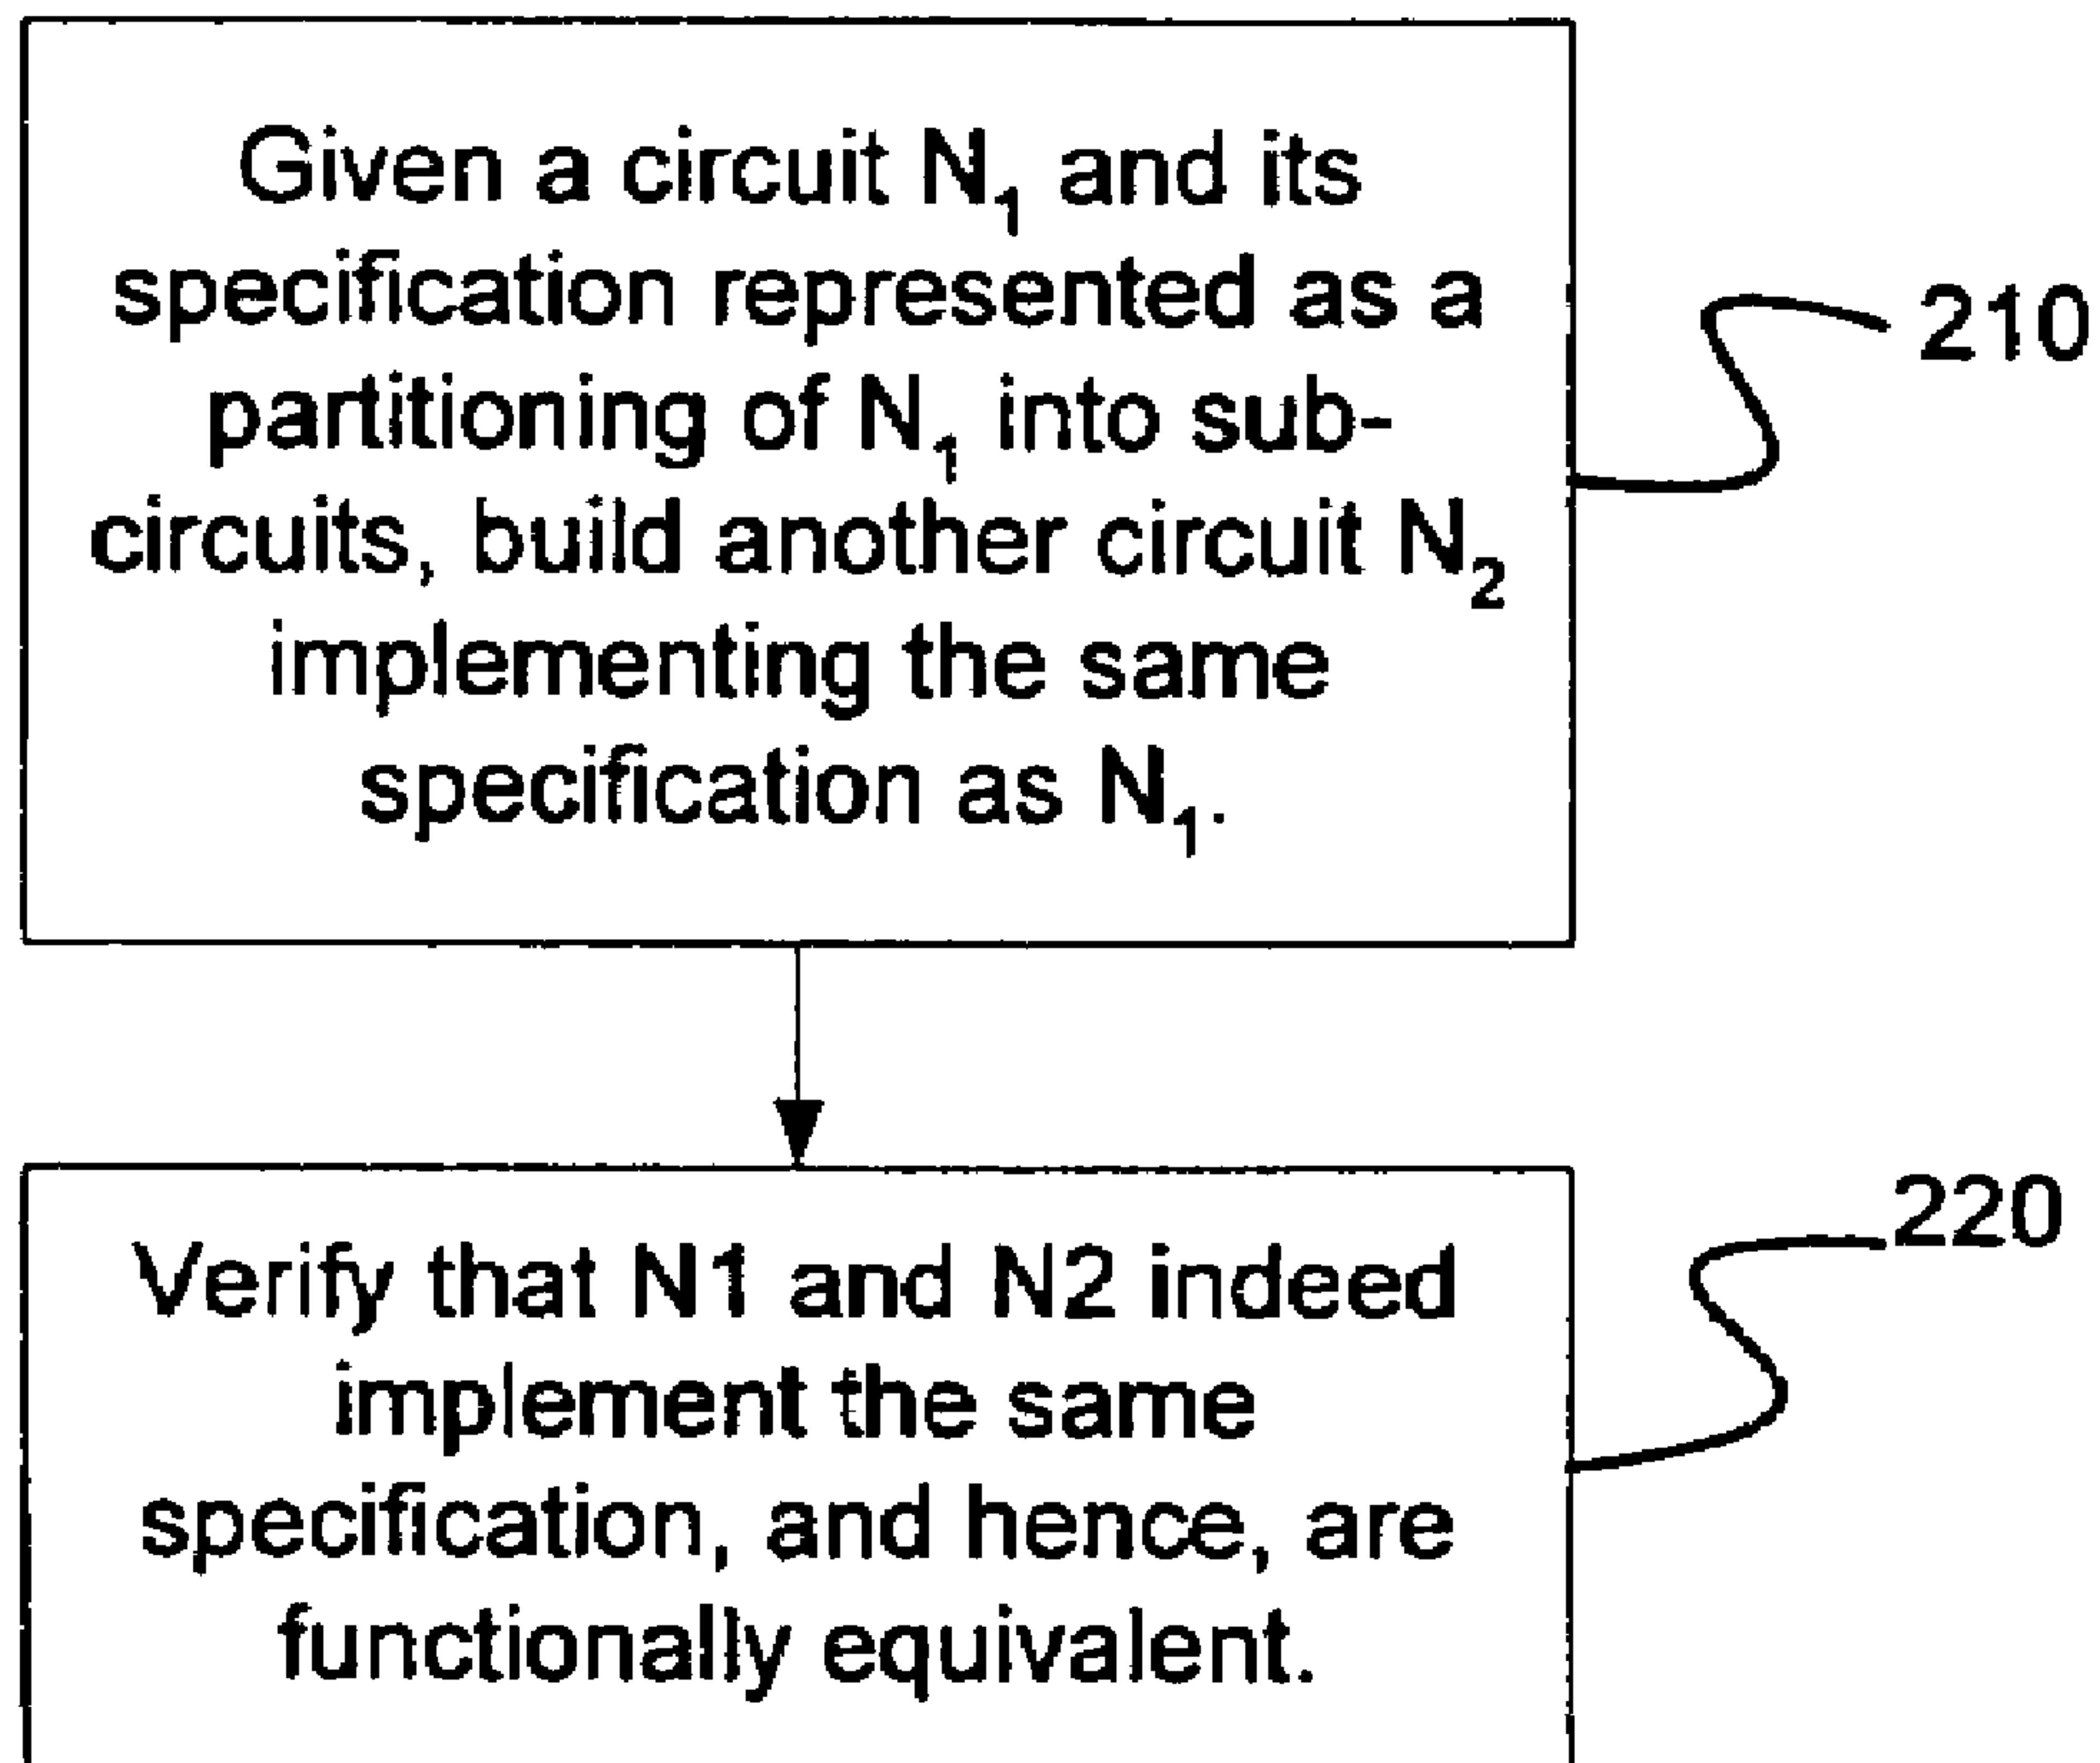 Given a circuit N₁ and its
specification represented as a
partitioning of N₁ into sub-
circuits, build another circuit N₂
implementing the same
specification as N₁.
210
Verify that N1 and N2 indeed
implement the same
specification, and hence, are
functionally equivalent.
220